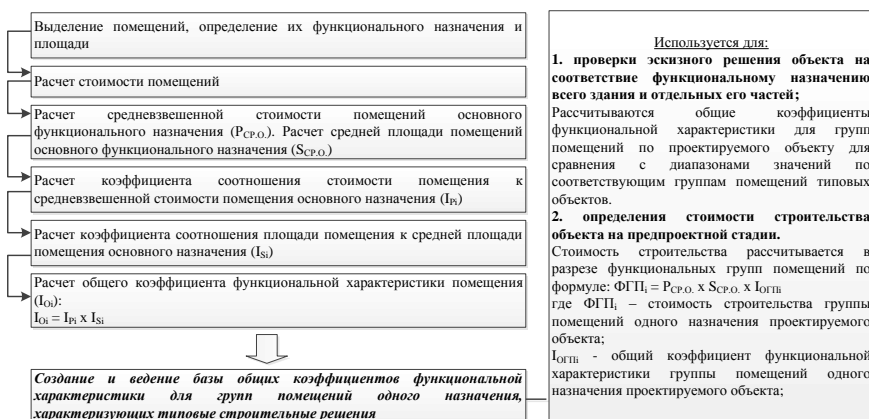 Выделение помещений, определение их функционального назначения и
площади
Расчет стоимости помещений
Расчет средневзвешенной стоимости помещений основного
функционального назначения (PСР.О.). Расчет средней площади помещений
основного функционального назначения (SСР.О.)
Расчет коэффициента соотношения стоимости помещения к
средневзвешенной стоимости помещения основного назначения (IPi)
Расчет коэффициента соотношения площади помещения к средней площади
помещения основного назначения (ISi)
Расчет общего коэффициента функциональной характеристики помещения
(IOi):
IOi = IPi x ISi
Создание и ведение базы общих коэффициентов функциональной
характеристики для групп помещений одного назначения,
характеризующих типовые строительные решения
Используется для:
1. проверки эскизного решения объекта на
соответствие функциональному назначению
всего здания и отдельных его частей;
Рассчитываются общие коэффициенты
функциональной характеристики для групп
помещений по проектируемого объекту для
сравнения с диапазонами значений по
соответствующим группам помещений типовых
объектов.
2. определения стоимости строительства
объекта на предпроектной стадии.
Стоимость строительства рассчитывается в
разрезе функциональных групп помещений по
формуле: ФГПi = PСР.О. x SСР.О. x IОГПi
где ФГПi – стоимость строительства группы
помещений одного назначения проектируемого
объекта;
IОГПi - общий коэффициент функциональной
характеристики группы помещений одного
назначения проектируемого объекта;